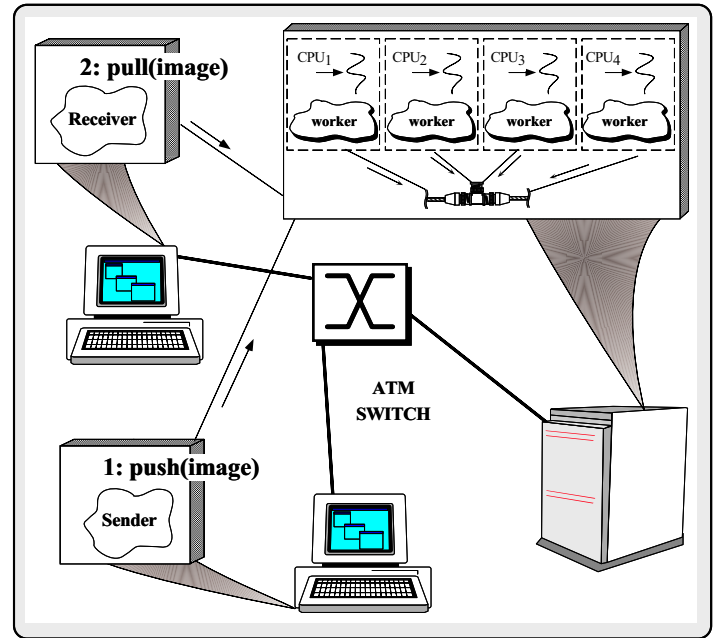 2: pull(image)
Receiver
CPU1
CPU2
CPU3
CPU4
worker
worker
worker
worker
ATM
SWITCH
1: push(image)
Sender